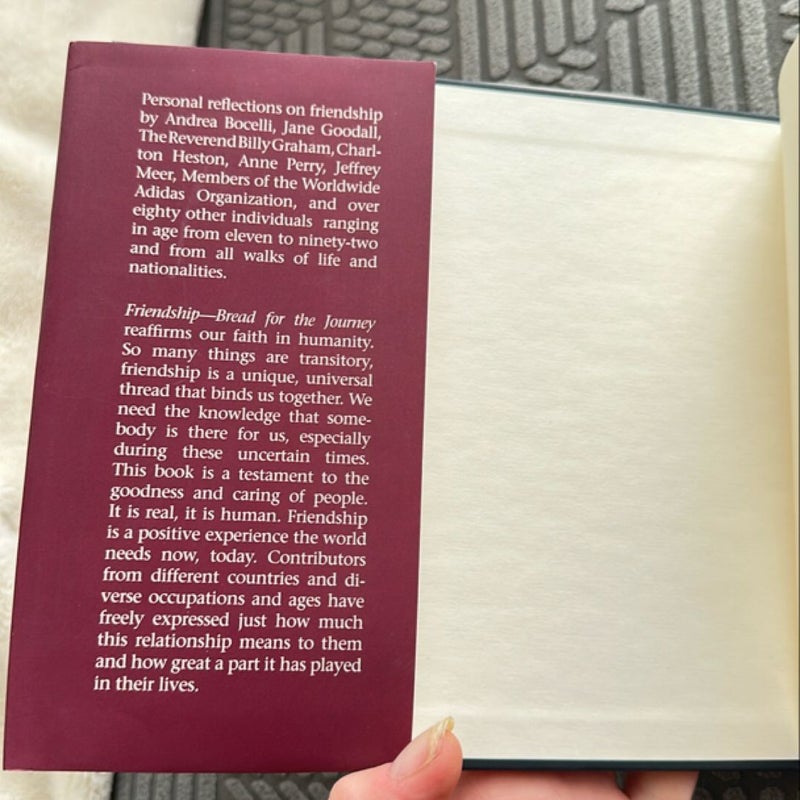 Personal reflections on friendship
by Andrea Bocelli, Jane Goodall,
The Reverend Billy Graham, Charl-
ton Heston, Anne Perry, Jeffrey
Meer, Members of the Worldwide
Adidas Organization, and over
eighty other individuals ranging
in age from eleven to ninety-two
and from all walks of life and
nationalities.
Friendship—Bread for the Journey
reaffirms our faith in humanity.
So many things are transitory,
friendship is a unique, universal
thread that binds us together. We
need the knowledge that some-
body is there for us, especially
during these uncertain times.
This book is a testament to the
goodness and caring of people.
It is real, it is human. Friendship
is a positive experience the world
needs now, today. Contributors
from different countries and di-
verse occupations and ages have
freely expressed just how much
this relationship means to them
and how great a part it has played
in their lives.